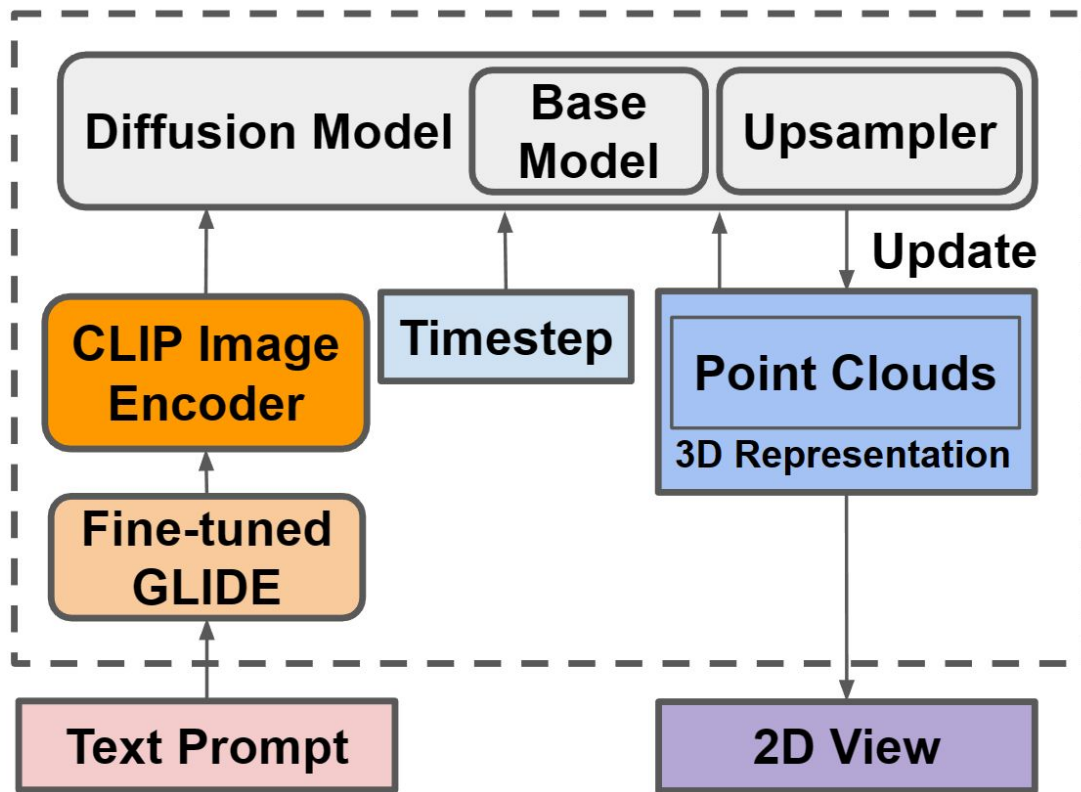 Diffusion Model
Base
Model
Upsampler
Update
CLIP Image
Encoder
Timestep
Point Clouds
3D Representation
Fine-tuned
GLIDE
Text Prompt
2D View